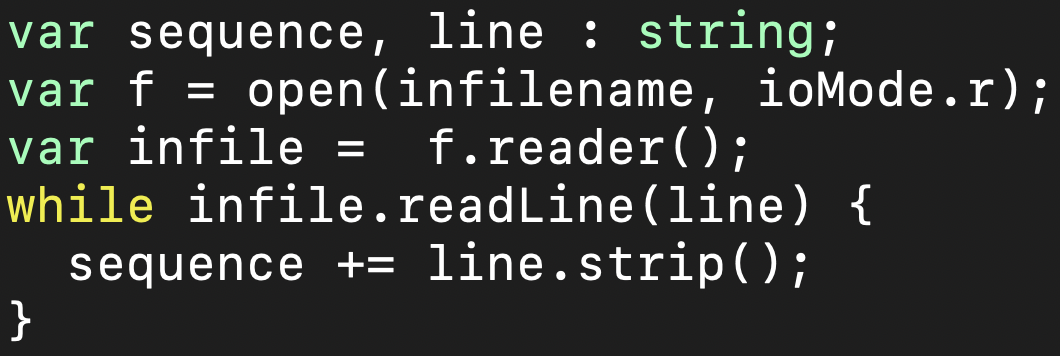 var sequence, line : string;
var f = open(infilename, ioMode.r);
var infile =  f.reader();
while infile.readLine(line) {
  sequence += line.strip();
}